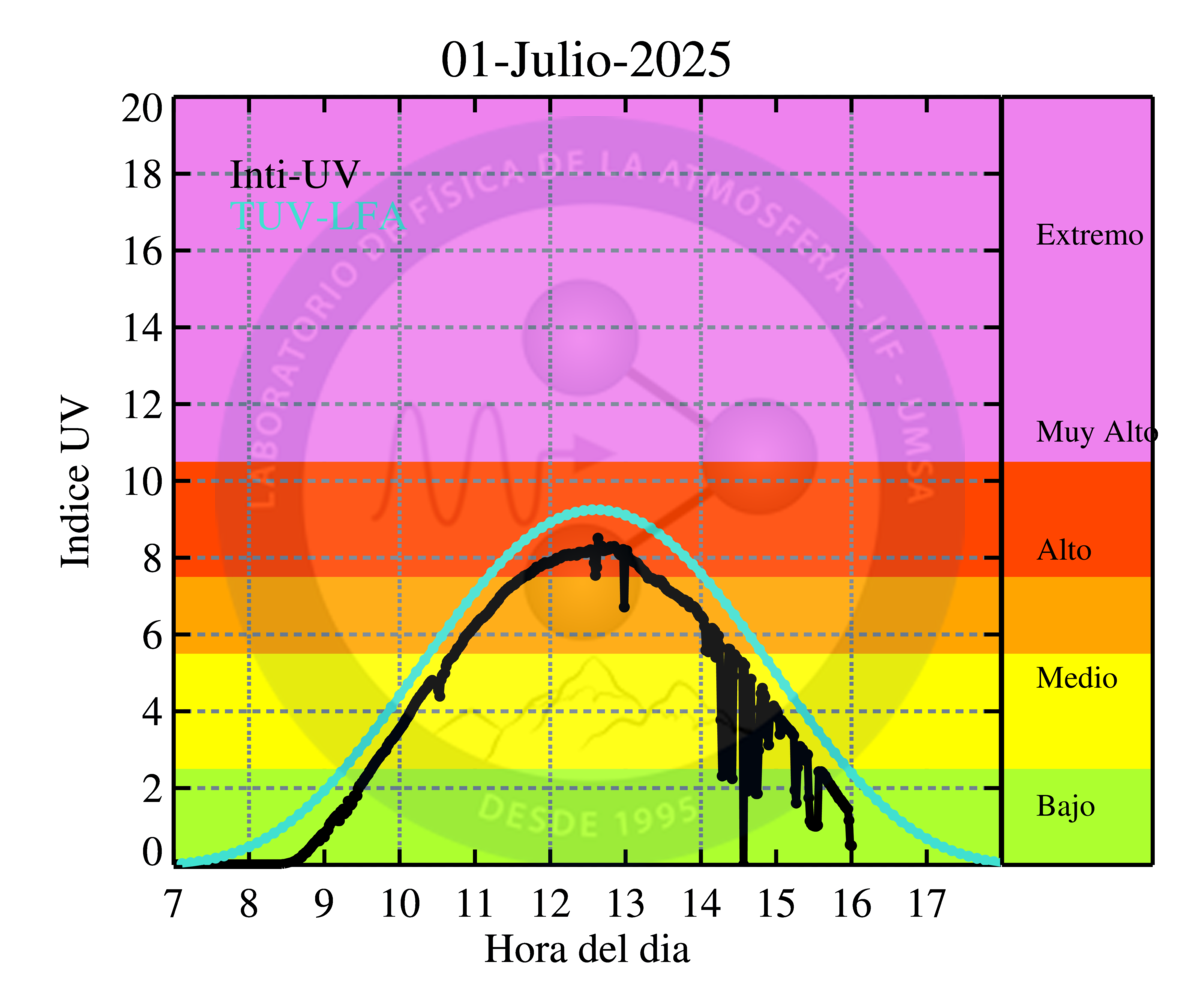 01-Julio-2025
20
18
16
14
12
10
8
6
4
2
0
Indice UV
Inti-UV
TUV-LFA
LABORATORIO DE FÍSICA DE LA ATMÓSFERA - IIF - UMSA
DESDE 1995
Extremo
Muy Alto
Alto
Medio
Bajo
7 8 9 10 11 12 13 14 15 16 17
Hora del dia